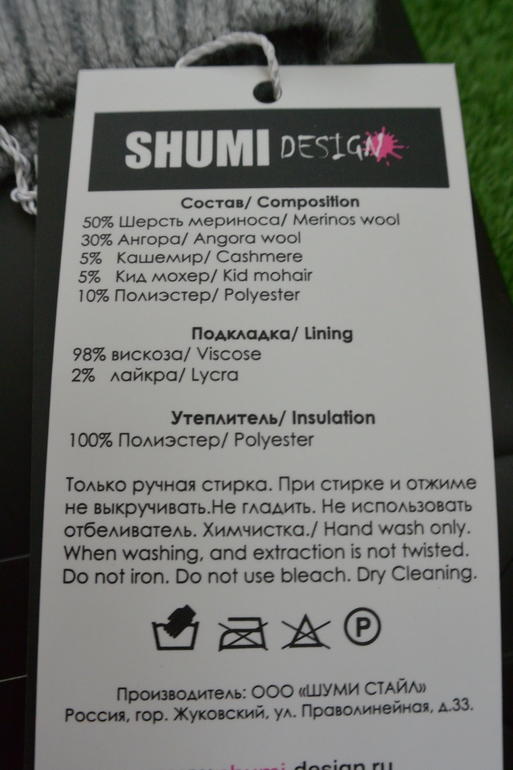 SHUMI DESIGN
Состав/ Composition
50% Шерсть мериноса/ Merinos wool
30% Ангора/ Angora wool
5% Кашемир/ Cashmere
5% Кид мохер/ Kid mohair
10% Полиэстер/ Polyester
Подкладка/ Lining
98% вискоза/ Viscose
2% лайкра/ Lycra
Утеплитель/ Insulation
100% Полиэстер/ Polyester
Только ручная стирка. При стирке и отжиме
не выкручивать.Не гладить. Не использовать
отбеливатель. Химчистка./ Hand wash only.
When washing, and extraction is not twisted.
Do not iron. Do not use bleach. Dry Cleaning.
P
Производитель: ООО «ШУМИ СТАЙЛ»
Россия, гор. Жуковский, ул. Праволинейная, д.33.
shumi-design.ru